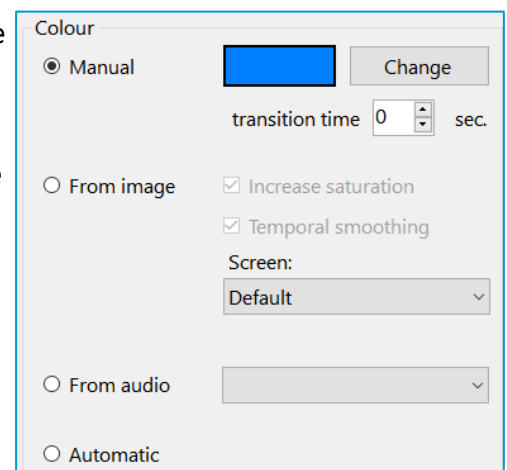 Colour
Manual Change
transition time 0 sec.
From image Increase saturation
Temporal smoothing
Screen:
Default
From audio
Automatic